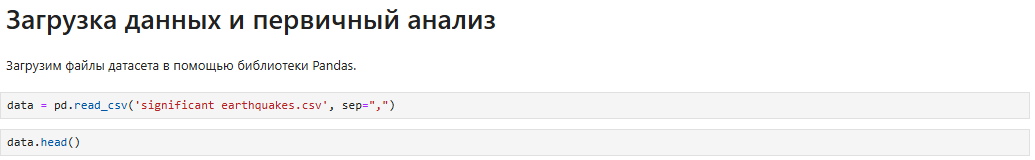 Загрузка данных и первичный анализ
Загрузим файлы датасета в помощью библиотеки Pandas.
data = pd.read_csv('significant earthquakes.csv', sep=",")
data.head()